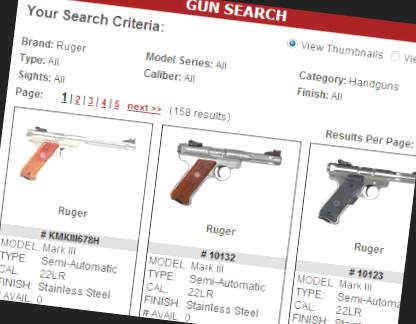 GUN SEARCH
Your Search Criteria:
View Thumbnails
Brand: Ruger
Model Series: All
Type: All
Caliber: All
Category: Handguns
Sights: All
Finish: All
Page: 1|2|3|4|5 next >> (158 results)
Results Per Page:
Ruger
Ruger
Ruger
# KMKIII678H
MODEL: Mark III
TYPE: Semi-Automatic
CAL: 22LR
FINISH: Stainless Steel
# AVAIL: 0
# 10132
MODEL: Mark III
TYPE: Semi-Automatic
CAL. 22LR
FINISH: Stainless Steel
# AVAIL: 0
# 10123
MODEL: Mark III
TYPE:
CAL. 22LR
FINISH: